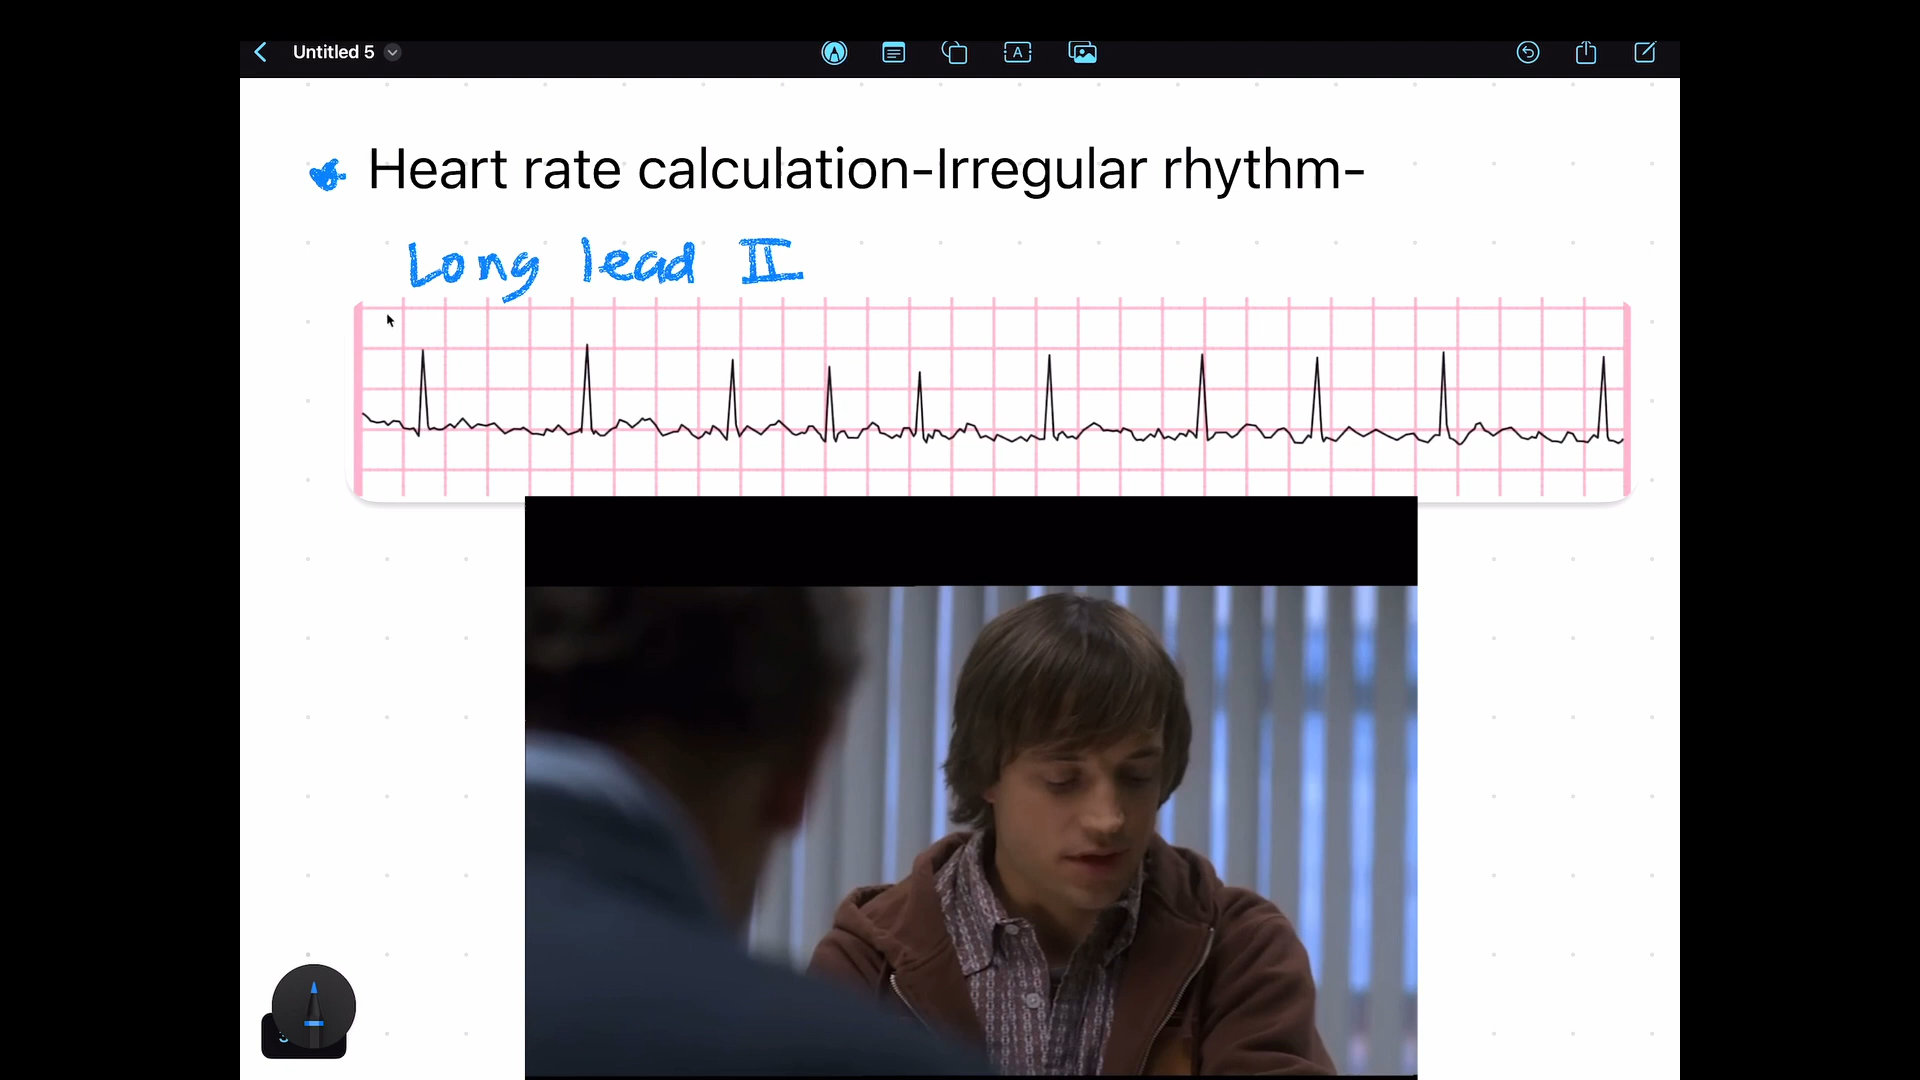 Untitled 5
A
Heart rate calculation-Irregular rhythm-
Long lead II